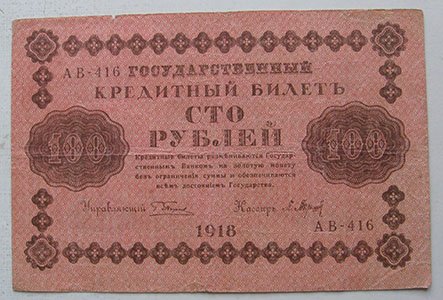 АВ-416 ГОСУДАРСТВЕННЫЙ
КРЕДИТНЫЙ БИЛЕТЪ
СТО
РУБЛЕЙ
100 100
Кредитные билеты размѣниваются Государ-
ственнымъ Банкомъ на золотую монету
безъ ограниченія суммы и обезпечиваются
всѣмъ достояніемъ Государства.
Управляющій Кассиръ
1918 АВ-416